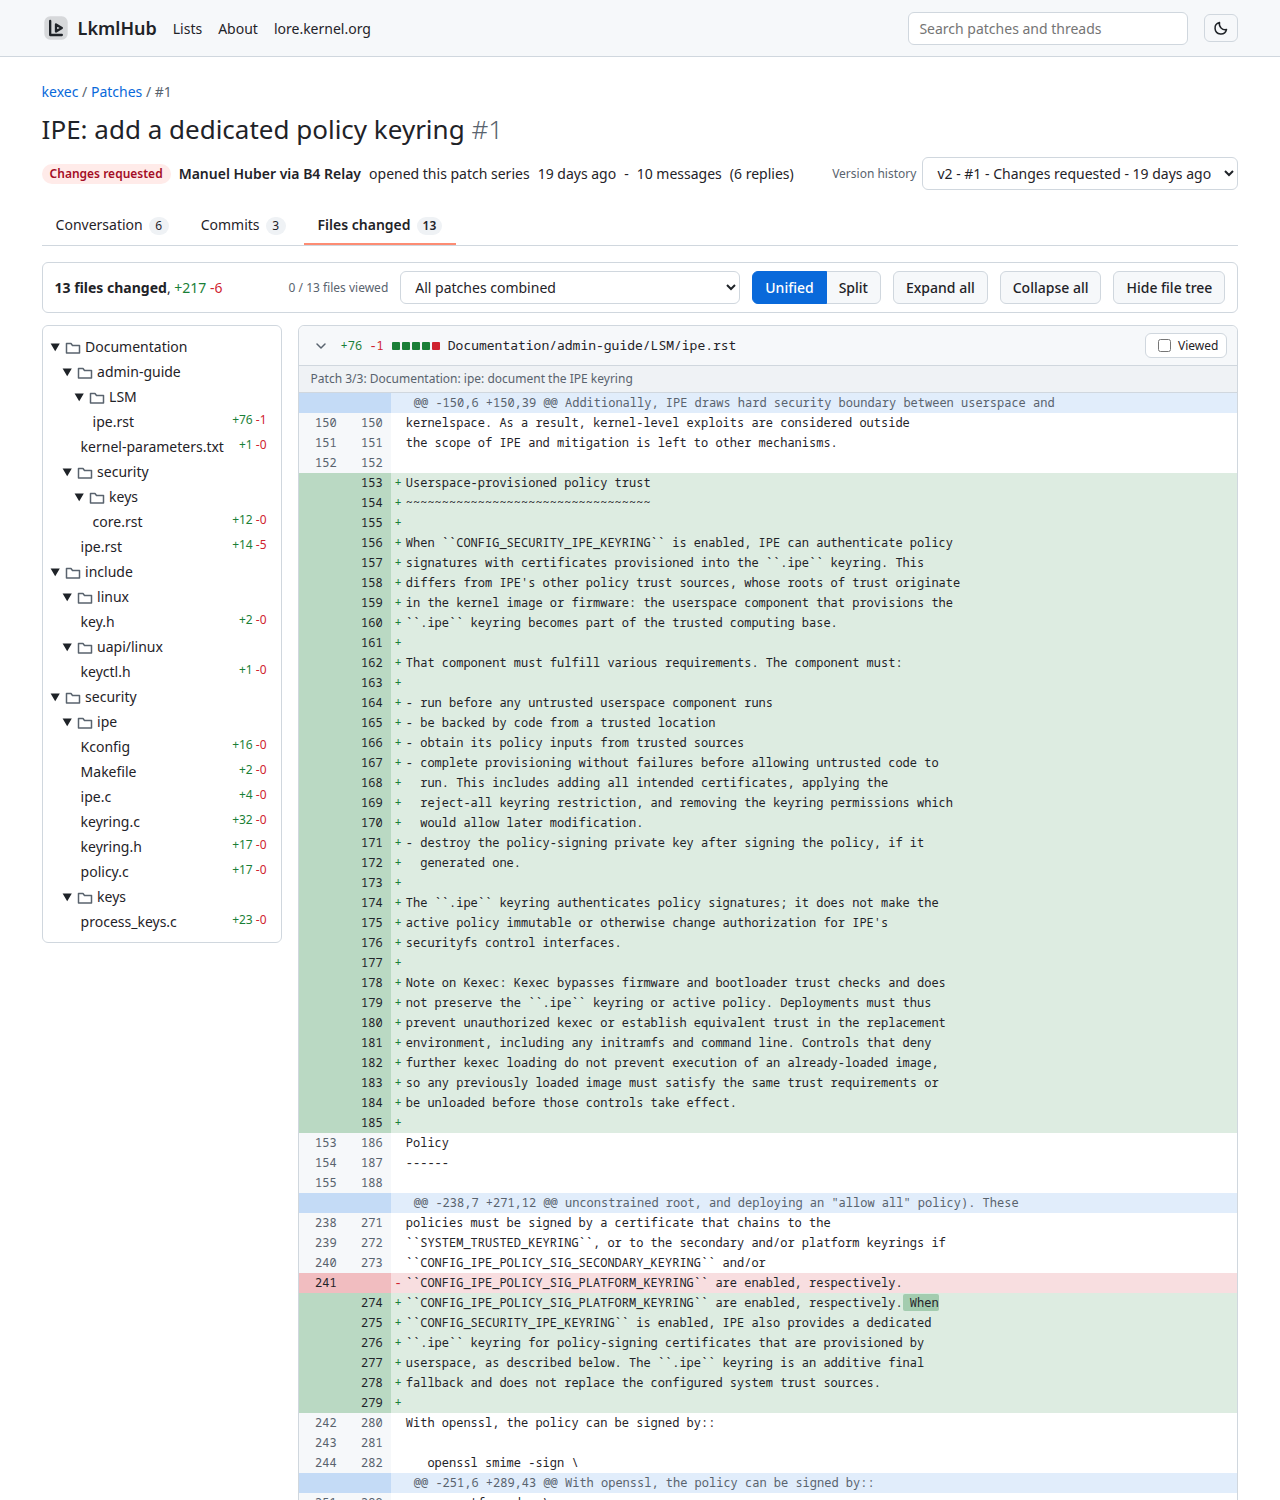 LkmlHub Lists About lore.kernel.org Search patches and threads
kexec / Patches / #1
IPE: add a dedicated policy keyring #1
Changes requested Manuel Huber via B4 Relay opened this patch series 19 days ago - 10 messages (6 replies) Version history v2 - #1 - Changes requested - 19 days ago
Conversation 6 Commits 3 Files changed 13
13 files changed, +217 -6 0 / 13 files viewed All patches combined Unified Split Expand all Collapse all Hide file tree
Documentation
admin-guide
LSM
ipe.rst +76 -1
kernel-parameters.txt +1 -0
security
keys
core.rst +12 -0
ipe.rst +14 -5
include
linux
key.h +2 -0
uapi/linux
keyctl.h +1 -0
security
ipe
Kconfig +16 -0
Makefile +2 -0
ipe.c +4 -0
keyring.c +32 -0
keyring.h +17 -0
policy.c +17 -0
keys
process_keys.c +23 -0
+76 -1 Documentation/admin-guide/LSM/ipe.rst Viewed
Patch 3/3: Documentation: ipe: document the IPE keyring
@@ -150,6 +150,39 @@ Additionally, IPE draws hard security boundary between userspace and
150 150 kernelspace. As a result, kernel-level exploits are considered outside
151 151 the scope of IPE and mitigation is left to other mechanisms.
152 152
153 + Userspace-provisioned policy trust
154 + ~~~~~~~~~~~~~~~~~~~~~~~~~~~~~~~~~~
155 +
156 + When ``CONFIG_SECURITY_IPE_KEYRING`` is enabled, IPE can authenticate policy
157 + signatures with certificates provisioned into the ``.ipe`` keyring. This
158 + differs from IPE's other policy trust sources, whose roots of trust originate
159 + in the kernel image or firmware: the userspace component that provisions the
160 + ``.ipe`` keyring becomes part of the trusted computing base.
161 +
162 + That component must fulfill various requirements. The component must:
163 +
164 + - run before any untrusted userspace component runs
165 + - be backed by code from a trusted location
166 + - obtain its policy inputs from trusted sources
167 + - complete provisioning without failures before allowing untrusted code to
168 + run. This includes adding all intended certificates, applying the
169 + reject-all keyring restriction, and removing the keyring permissions which
170 + would allow later modification.
171 + - destroy the policy-signing private key after signing the policy, if it
172 + generated one.
173 +
174 + The ``.ipe`` keyring authenticates policy signatures; it does not make the
175 + active policy immutable or otherwise change authorization for IPE's
176 + securityfs control interfaces.
177 +
178 + Note on Kexec: Kexec bypasses firmware and bootloader trust checks and does
179 + not preserve the ``.ipe`` keyring or active policy. Deployments must thus
180 + prevent unauthorized kexec or establish equivalent trust in the replacement
181 + environment, including any initramfs and command line. Controls that deny
182 + further kexec loading do not prevent execution of an already-loaded image,
183 + so any previously loaded image must satisfy the same trust requirements or
184 + be unloaded before those controls take effect.
185 +
153 186 Policy
154 187 ------
155 188
@@ -238,7 +271,12 @@ unconstrained root, and deploying an "allow all" policy). These
238 271 policies must be signed by a certificate that chains to the
239 272 ``SYSTEM_TRUSTED_KEYRING``, or to the secondary and/or platform keyrings if
240 273 ``CONFIG_IPE_POLICY_SIG_SECONDARY_KEYRING`` and/or
241 - ``CONFIG_IPE_POLICY_SIG_PLATFORM_KEYRING`` are enabled, respectively.
274 + ``CONFIG_IPE_POLICY_SIG_PLATFORM_KEYRING`` are enabled, respectively. When
275 + ``CONFIG_SECURITY_IPE_KEYRING`` is enabled, IPE also provides a dedicated
276 + ``.ipe`` keyring for policy-signing certificates that are provisioned by
277 + userspace, as described below. The ``.ipe`` keyring is an additive final
278 + fallback and does not replace the configured system trust sources.
279 +
242 280 With openssl, the policy can be signed by::
243 281
244 282 openssl smime -sign \
@@ -251,6 +289,43 @@ With openssl, the policy can be signed by::